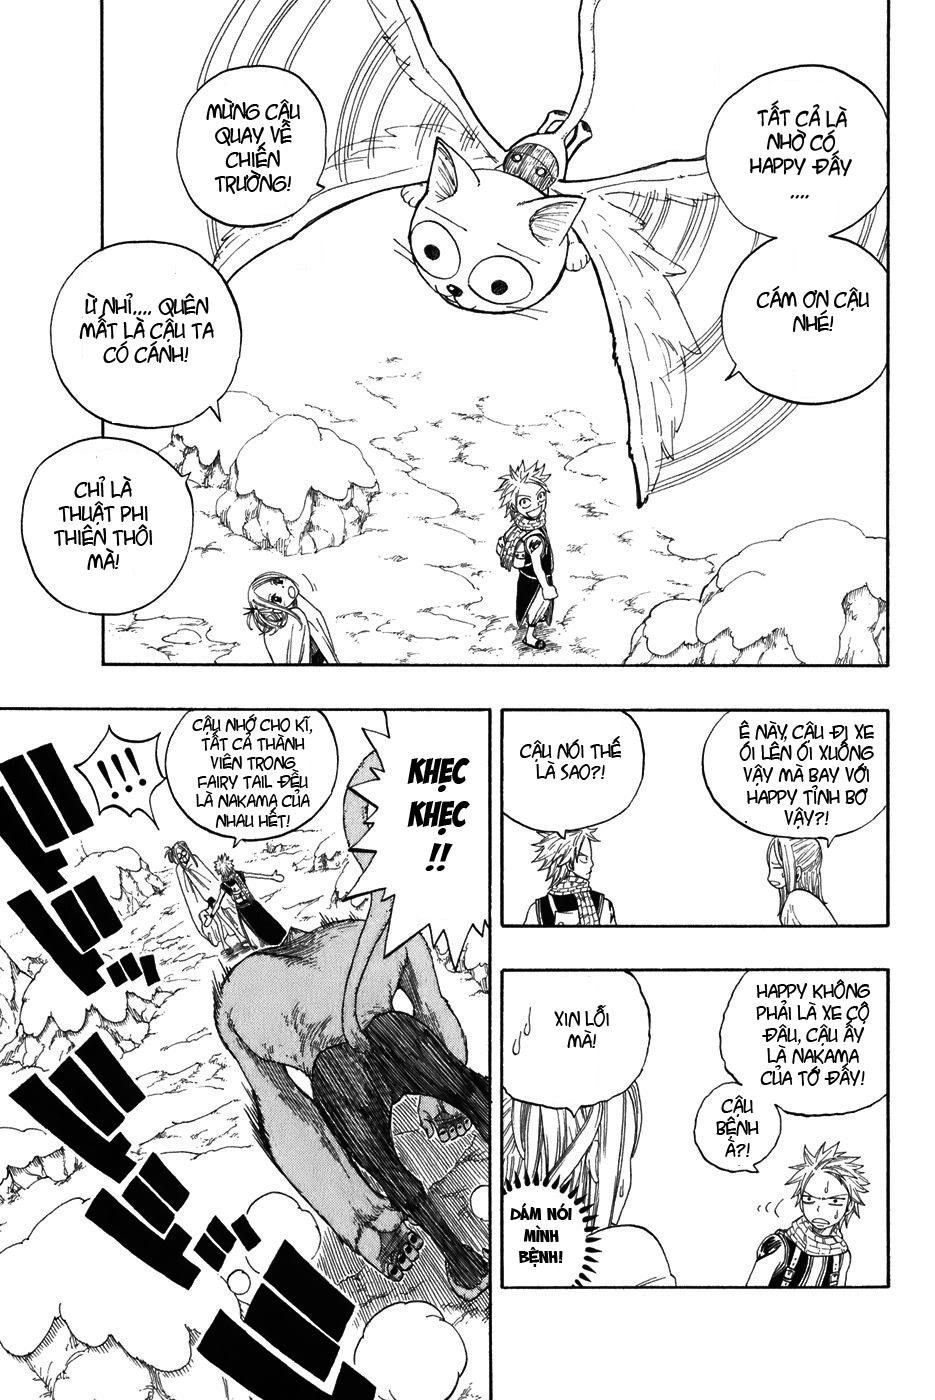 TẤT CẢ LÀ
NHỜ CÓ
HAPPY ĐẤY
....
CÁM ƠN CẬU
NHÉ!
MỪNG CẬU
QUAY VỀ
CHIẾN
TRƯỜNG!
Ừ NHỈ.... QUÊN
MẤT LÀ CẬU TA
CÓ CÁNH!
CHỈ LÀ
THUẬT PHI
THIÊN THÔI
MÀ!
Ê NÀY, CẬU ĐI XE
ÓI LÊN ÓI XUỐNG
VẬY MÀ BAY VỚI
HAPPY TỈNH BƠ
VẬY?!
CẬU NÓI THẾ
LÀ SAO?!
HAPPY KHÔNG
PHẢI LÀ XE CỘ
ĐÂU, CẬU ẤY
LÀ NAKAMA
CỦA TỚ ĐẤY!
CẬU
BỆNH
À?!
XIN LỖI
MÀ!
DÁM NÓI
MÌNH
BỆNH!
KHẸC
KHẸC
!!
CẬU NHỚ CHO KĨ,
TẤT CẢ THÀNH
VIÊN TRONG
FAIRY TAIL ĐỀU
LÀ NAKAMA CỦA
NHAU HẾT!
!!!